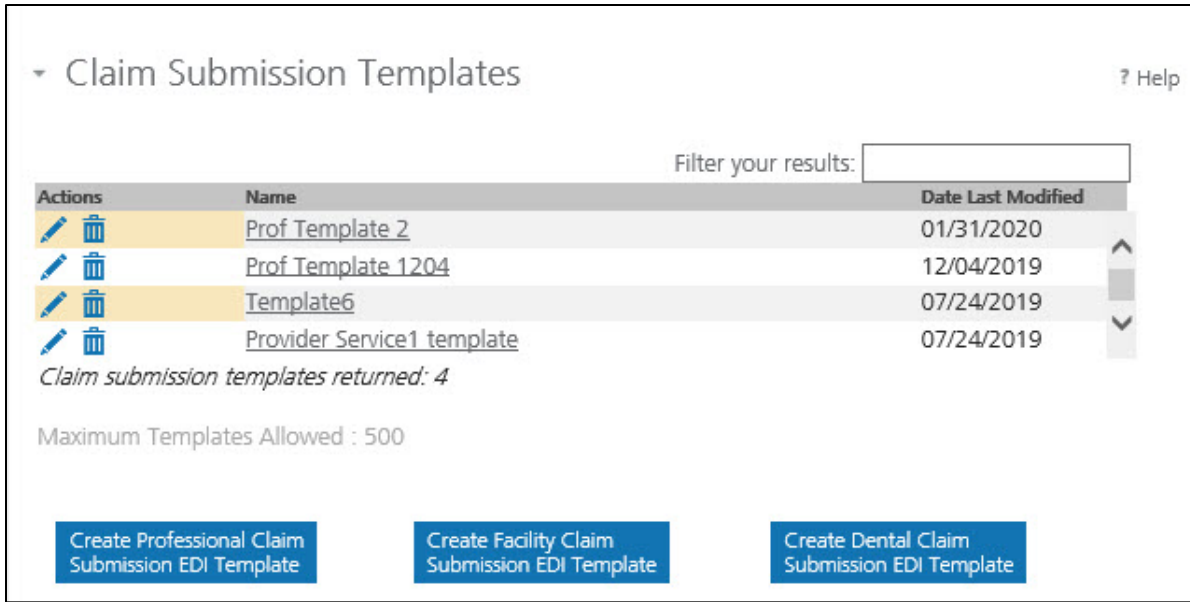 Claim Submission Templates
? Help
Filter your results:
Actions Name Date Last Modified
Prof Template 2 01/31/2020
Prof Template 1204 12/04/2019
Template6 07/24/2019
Provider Service1 template 07/24/2019
Claim submission templates returned: 4
Maximum Templates Allowed : 500
Create Professional Claim
Submission EDI Template
Create Facility Claim
Submission EDI Template
Create Dental Claim
Submission EDI Template